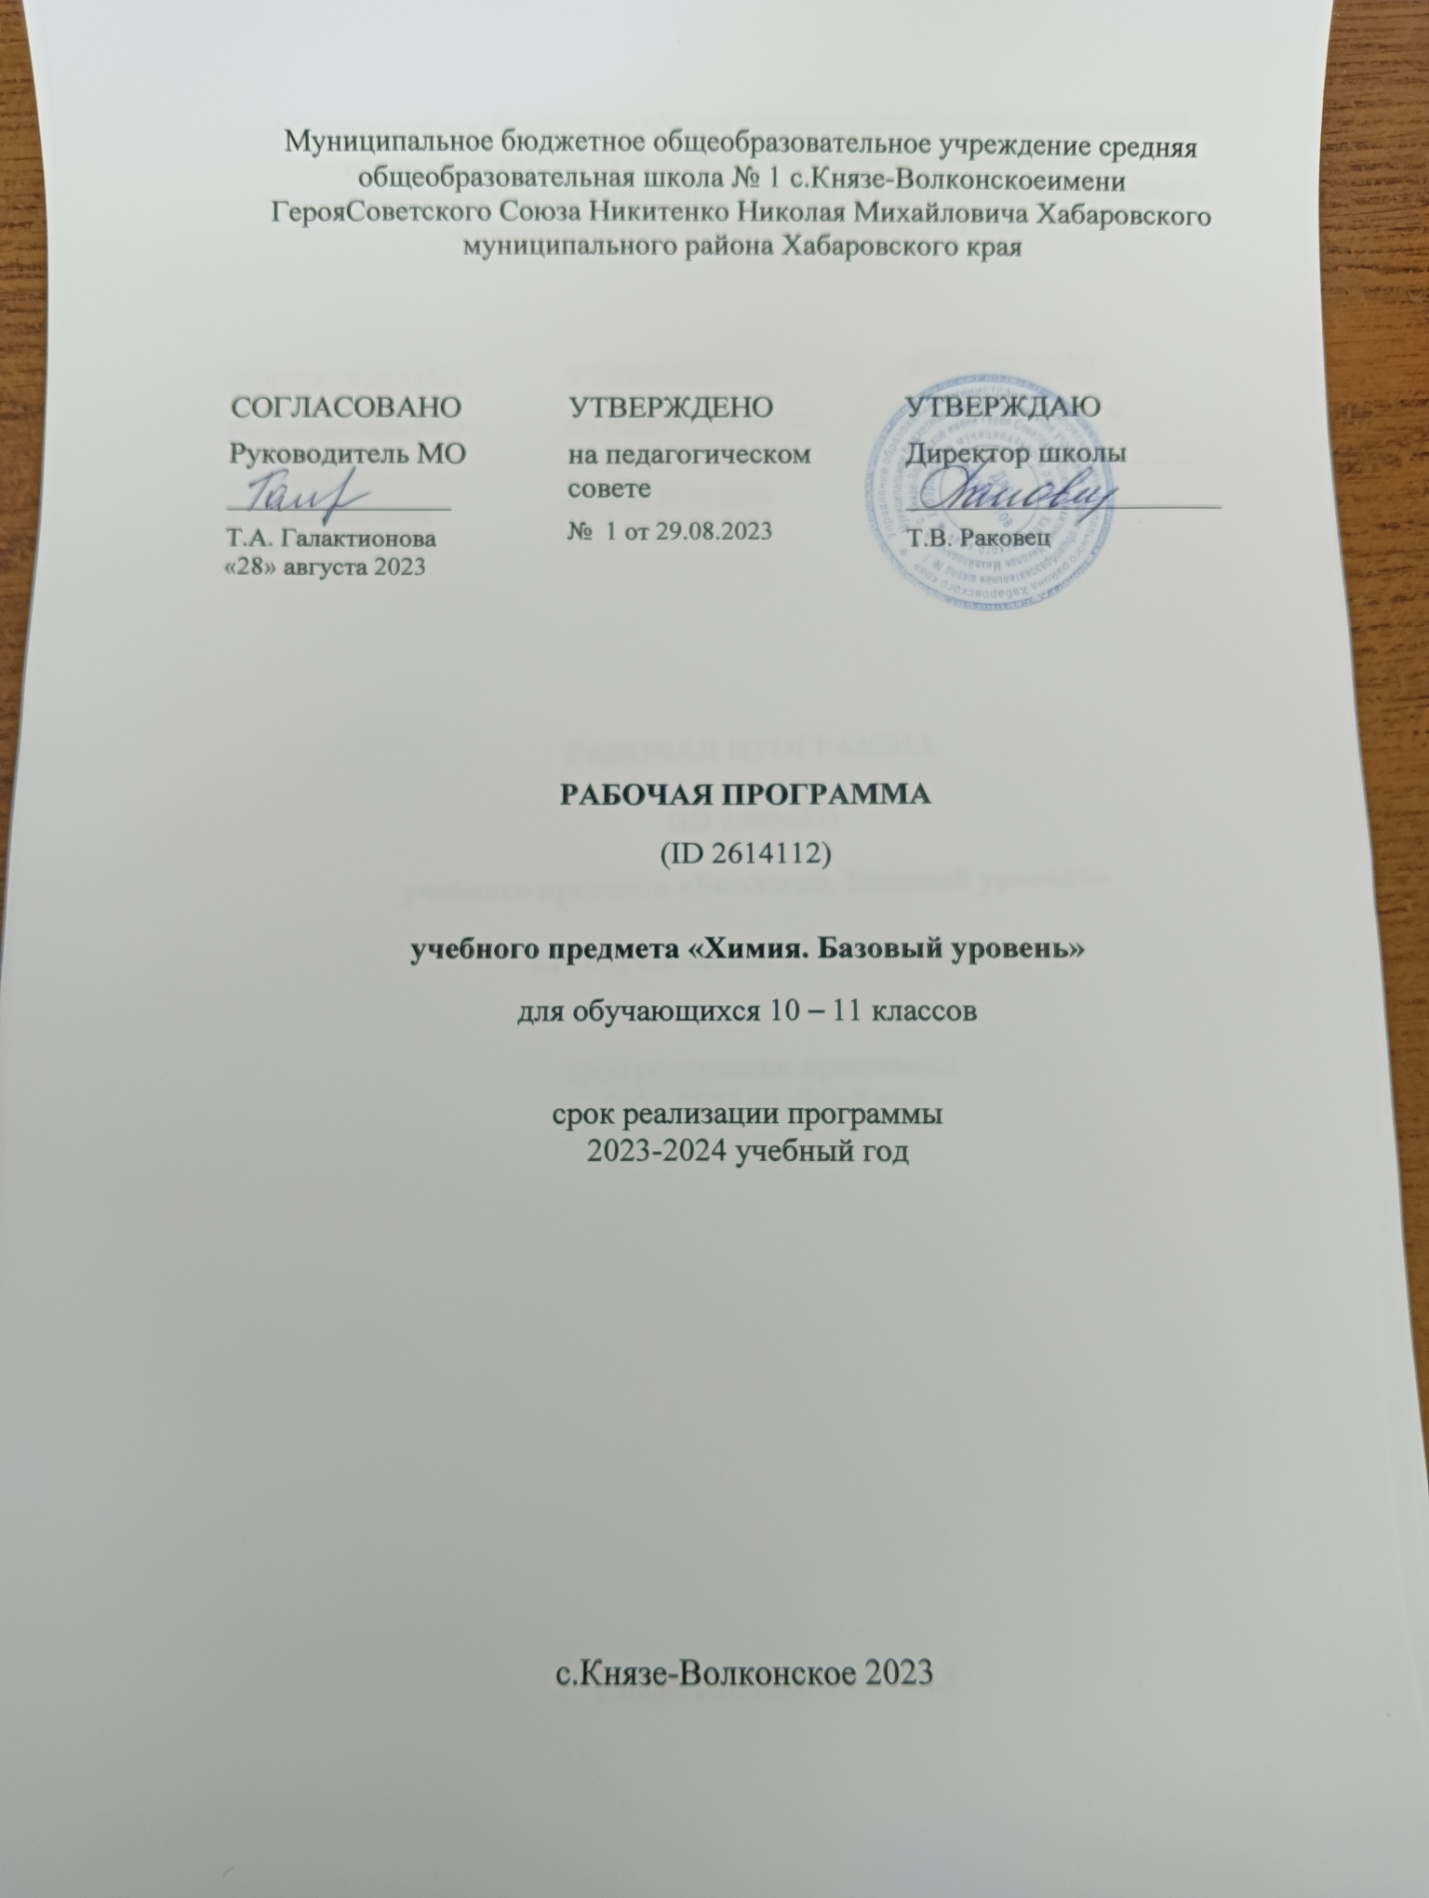 Муниципальное бюджетное общеобразовательное учреждение средняя
общеобразовательная школа № 1 с.Князе-Волконскоеимени
ГерояСоветского Союза Никитенко Николая Михайловича Хабаровского
муниципального района Хабаровского края
СОГЛАСОВАНО
Руководитель МО
Т.А. Галактионова
«28» августа 2023
УТВЕРЖДЕНО
на педагогическом
совете
№ 1 от 29.08.2023
УТВЕРЖДАЮ
Директор школы
Т.В. Раковец
РАБОЧАЯ ПРОГРАММА
(ID 2614112)
учебного предмета «Химия. Базовый уровень»
для обучающихся 10 – 11 классов
срок реализации программы
2023-2024 учебный год
с.Князе-Волконское 2023